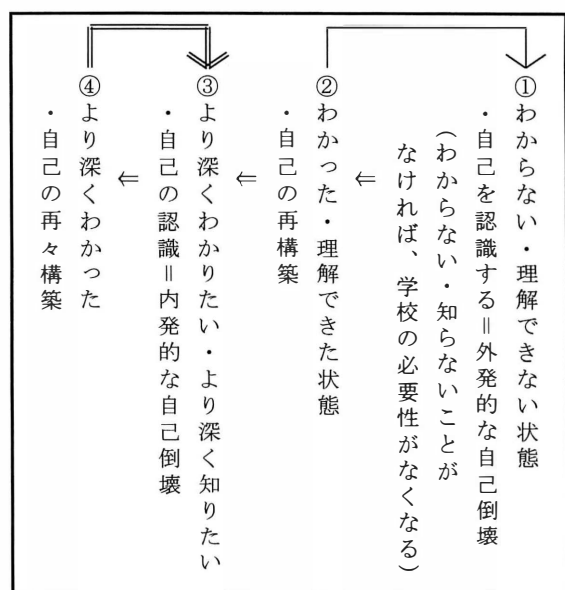 ①わからない・理解できない状態
・自己を認識する＝外発的な自己倒壊
（わからない・知らないことが
なければ、学校の必要性がなくなる）
⇐
②わかった・理解できた状態
・自己の再構築
⇐
③より深くわかりたい・より深く知りたい
・自己の認識＝内発的な自己倒壊
⇐
④より深くわかった
・自己の再々構築